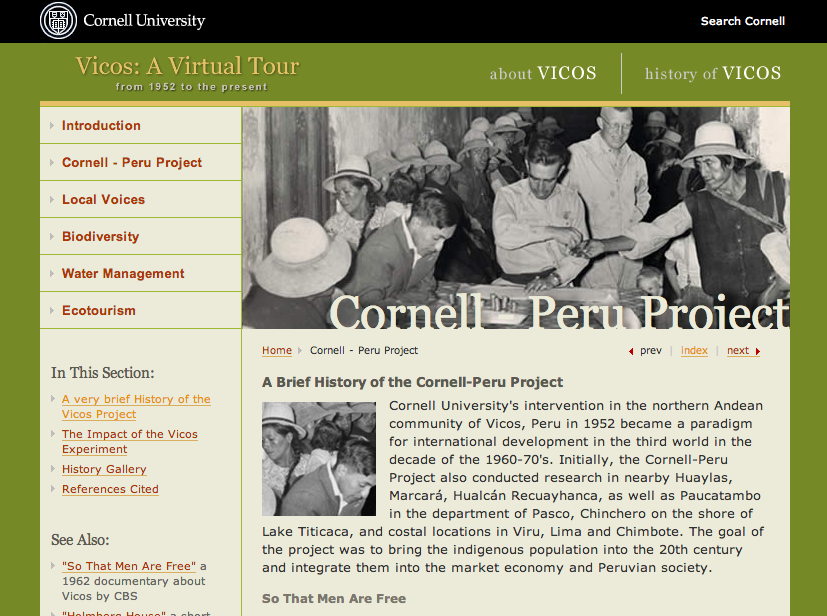 Cornell University
Search Cornell
Vicos: A Virtual Tour
from 1952 to the present
about VICOS
history of VICOS
Introduction
Cornell - Peru Project
Local Voices
Biodiversity
Water Management
Ecotourism
Cornell - Peru Project
Home Cornell - Peru Project
prev | index | next
In This Section:
A very brief History of the
Vicos Project
The Impact of the Vicos
Experiment
History Gallery
References Cited
See Also:
"So That Men Are Free" a
1962 documentary about
Vicos by CBS
"Holmberg House" a short
A Brief History of the Cornell-Peru Project
Cornell University's intervention in the northern Andean
community of Vicos, Peru in 1952 became a paradigm
for international development in the third world in the
decade of the 1960-70's. Initially, the Cornell-Peru
Project also conducted research in nearby Huaylas,
Marcará, Hualcán Recuayhanca, as well as Paucatambo
in the department of Pasco, Chinchero on the shore of
Lake Titicaca, and costal locations in Viru, Lima and Chimbote. The goal of
the project was to bring the indigenous population into the 20th century
and integrate them into the market economy and Peruvian society.
So That Men Are Free